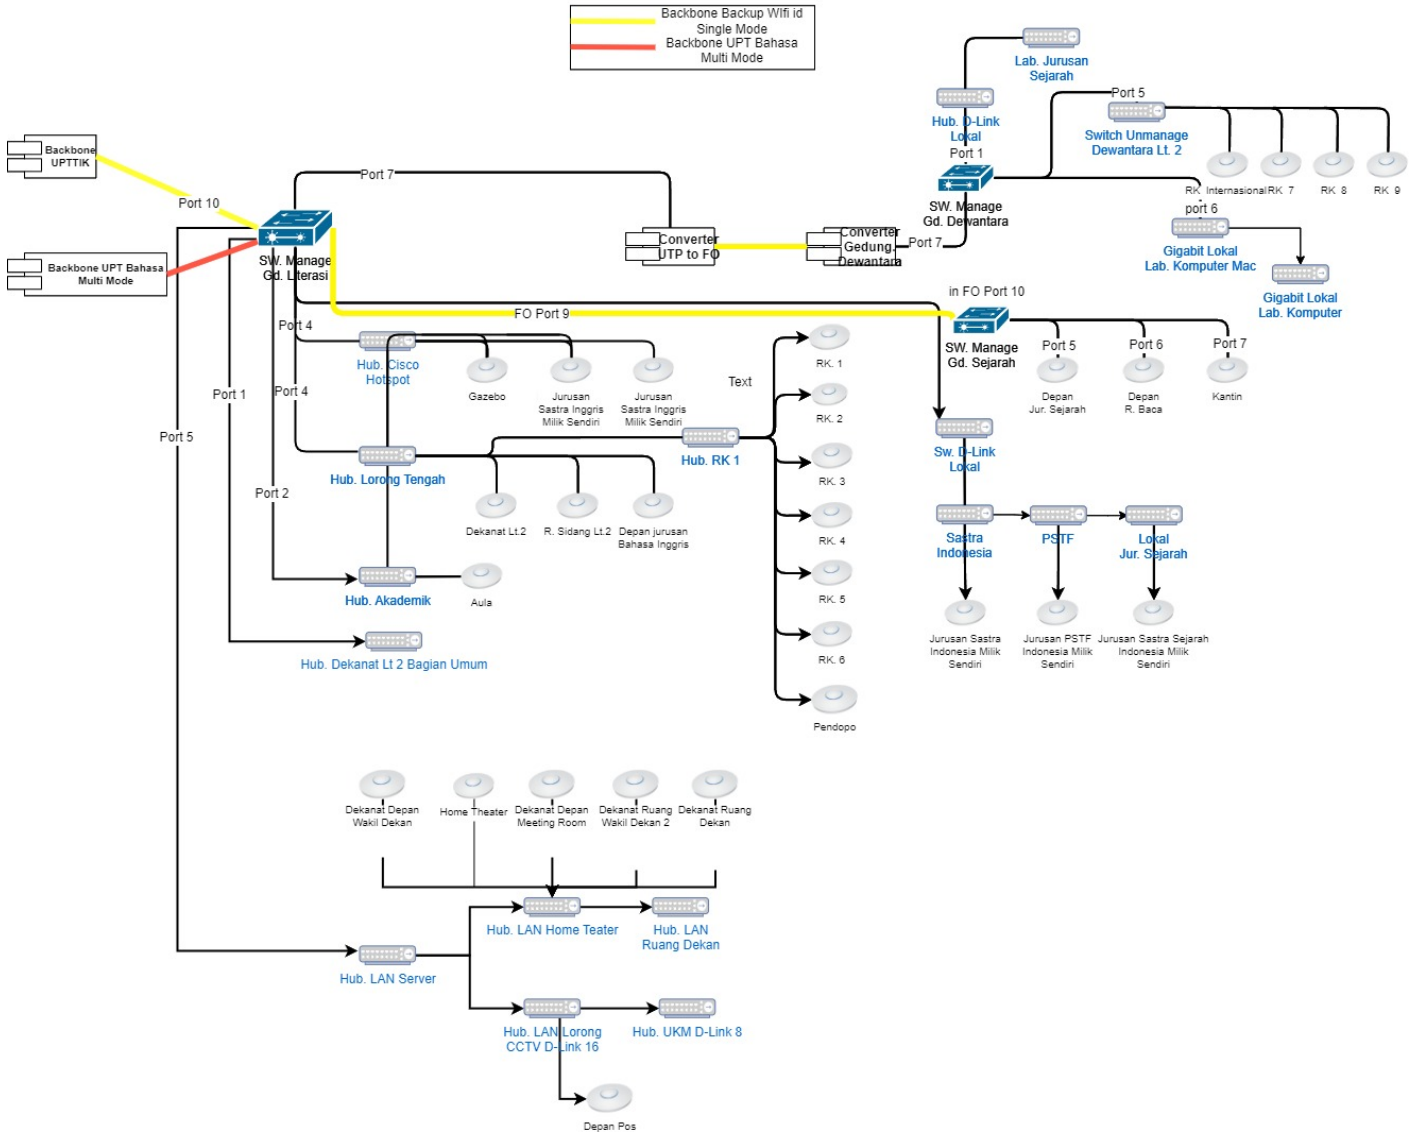 Backbone Backup WIfi id
Single Mode
Backbone UPT Bahasa
Multi Mode
Lab. Jurusan
Sejarah
Hub. D-Link
Lokal
Port 1
Port 5
Switch Unmanage
Dewantara Lt. 2
Backbone
UPTTIK
Port 10
Port 7
SW. Manage
Gd. Dewantara
RK Internasional
RK 7
RK 8
RK 9
port 6
Backbone UPT Bahasa
Multi Mode
SW. Manage
Gd. Literasi
Converter
UTP to FO
Converter
Gedung.
Dewantara
Port 7
Gigabit Lokal
Lab. Komputer Mac
Gigabit Lokal
Lab. Komputer
in FO Port 10
FO Port 9
SW. Manage
Gd. Sejarah
Port 5
Port 6
Port 7
Depan
Jur. Sejarah
Depan
R. Baca
Kantin
Port 4
Hub. Cisco
Hotspot
Gazebo
Jurusan
Sastra Inggris
Milik Sendiri
Jurusan
Sastra Inggris
Milik Sendiri
Text
RK. 1
RK. 2
RK. 3
RK. 4
RK. 5
RK. 6
Pendopo
Port 1
Port 4
Port 5
Hub. Lorong Tengah
Hub. RK 1
Port 2
Dekanat Lt.2
R. Sidang Lt.2
Depan jurusan
Bahasa Inggris
Sw. D-Link
Lokal
Sastra
Indonesia
PSTF
Lokal
Jur. Sejarah
Jurusan Sastra
Indonesia Milik
Sendiri
Jurusan PSTF
Indonesia Milik
Sendiri
Jurusan Sastra Sejarah
Indonesia Milik
Sendiri
Hub. Akademik
Aula
Hub. Dekanat Lt 2 Bagian Umum
Dekanat Depan
Wakil Dekan
Home Theater
Dekanat Depan
Meeting Room
Dekanat Ruang
Wakil Dekan 2
Dekanat Ruang
Dekan
Hub. LAN Home Teater
Hub. LAN
Ruang Dekan
Hub. LAN Server
Hub. LAN Lorong
CCTV D-Link 16
Hub. UKM D-Link 8
Depan Pos